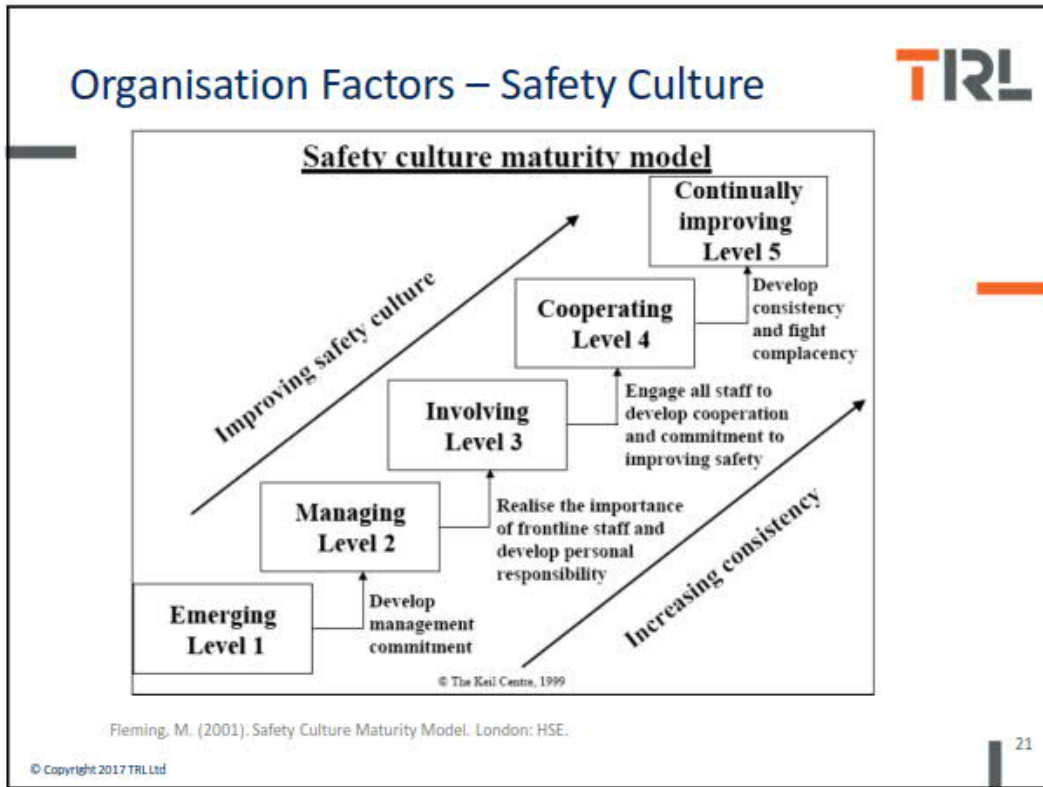 Organisation Factors – Safety Culture
TRL
Safety culture maturity model
Continually
improving
Level 5
Improving safety culture
Develop
consistency
and fight
complacency
Cooperating
Level 4
Engage all staff to
develop cooperation
and commitment to
improving safety
Involving
Level 3
Realise the importance
of frontline staff and
develop personal
responsibility
Increasing consistency
Managing
Level 2
Develop
management
commitment
Emerging
Level 1
© The Keil Centre, 1999
Fleming, M. (2001). Safety Culture Maturity Model. London: HSE.
21
© Copyright 2017 TRL Ltd